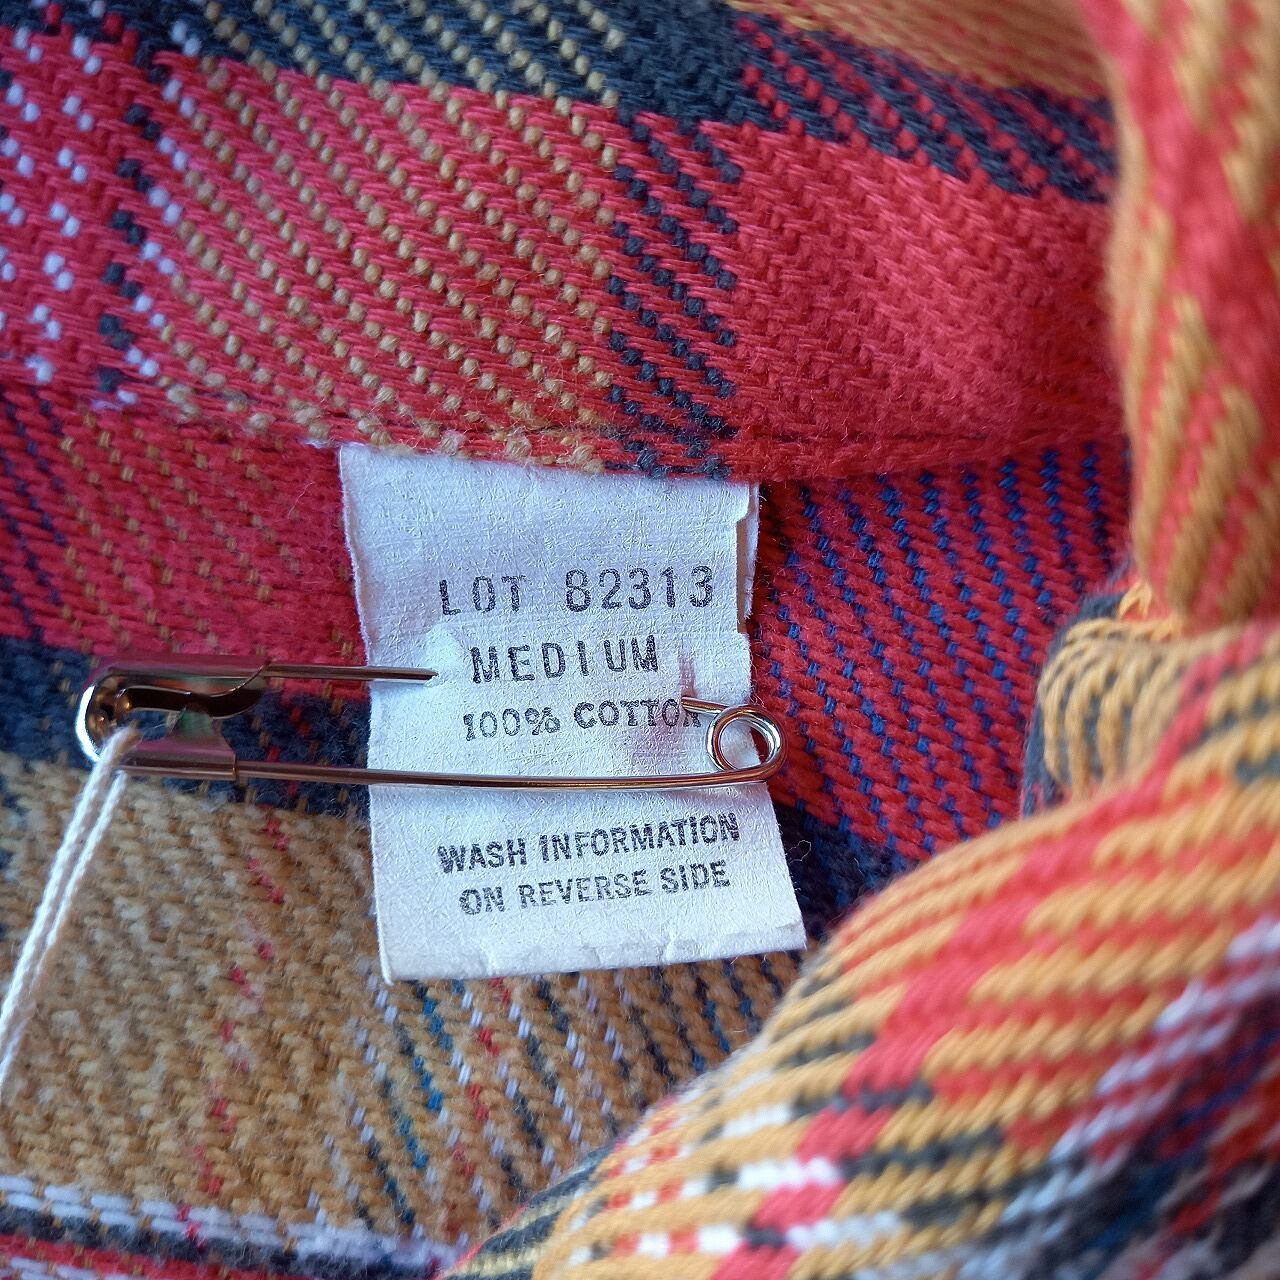 LOT 82313
MEDIUM
100% COTTON
WASH INFORMATION
ON REVERSE SIDE